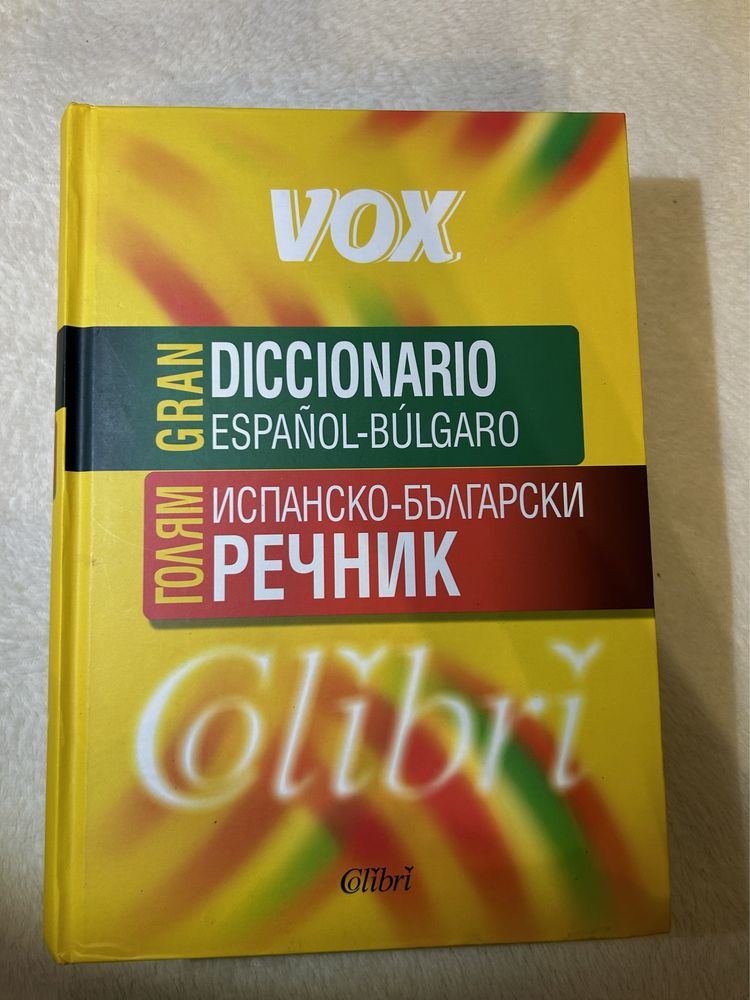 VOX
GRAN
DICCIONARIO
ESPAÑOL-BÚLGARO
ГОЛЯМ
ИСПАНСКО-БЪЛГАРСКИ
РЕЧНИК
Colibri
Colibri